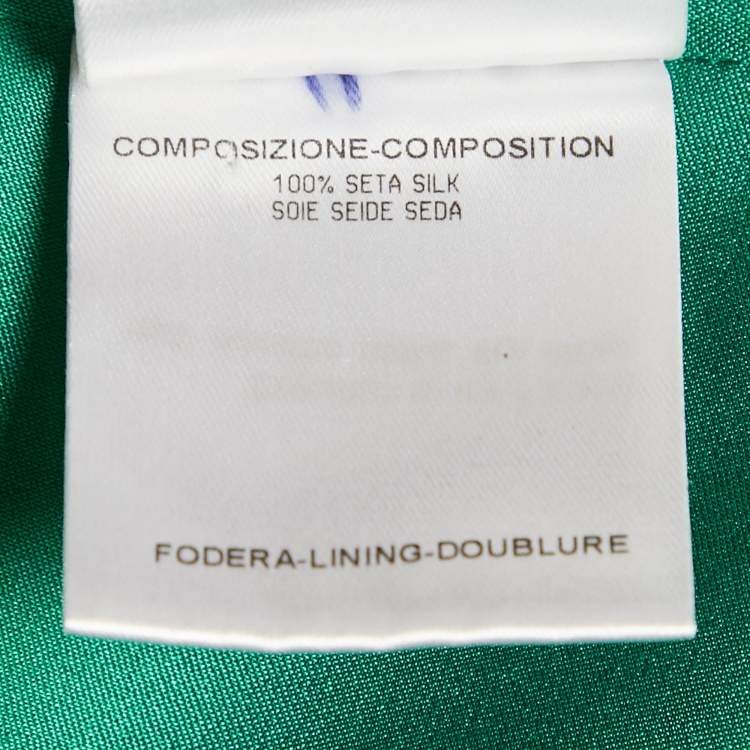 COMPOSIZIONE-COMPOSITION
100% SETA SILK
SOIE SEIDE SEDA
FODERA-LINING-DOUBLURE